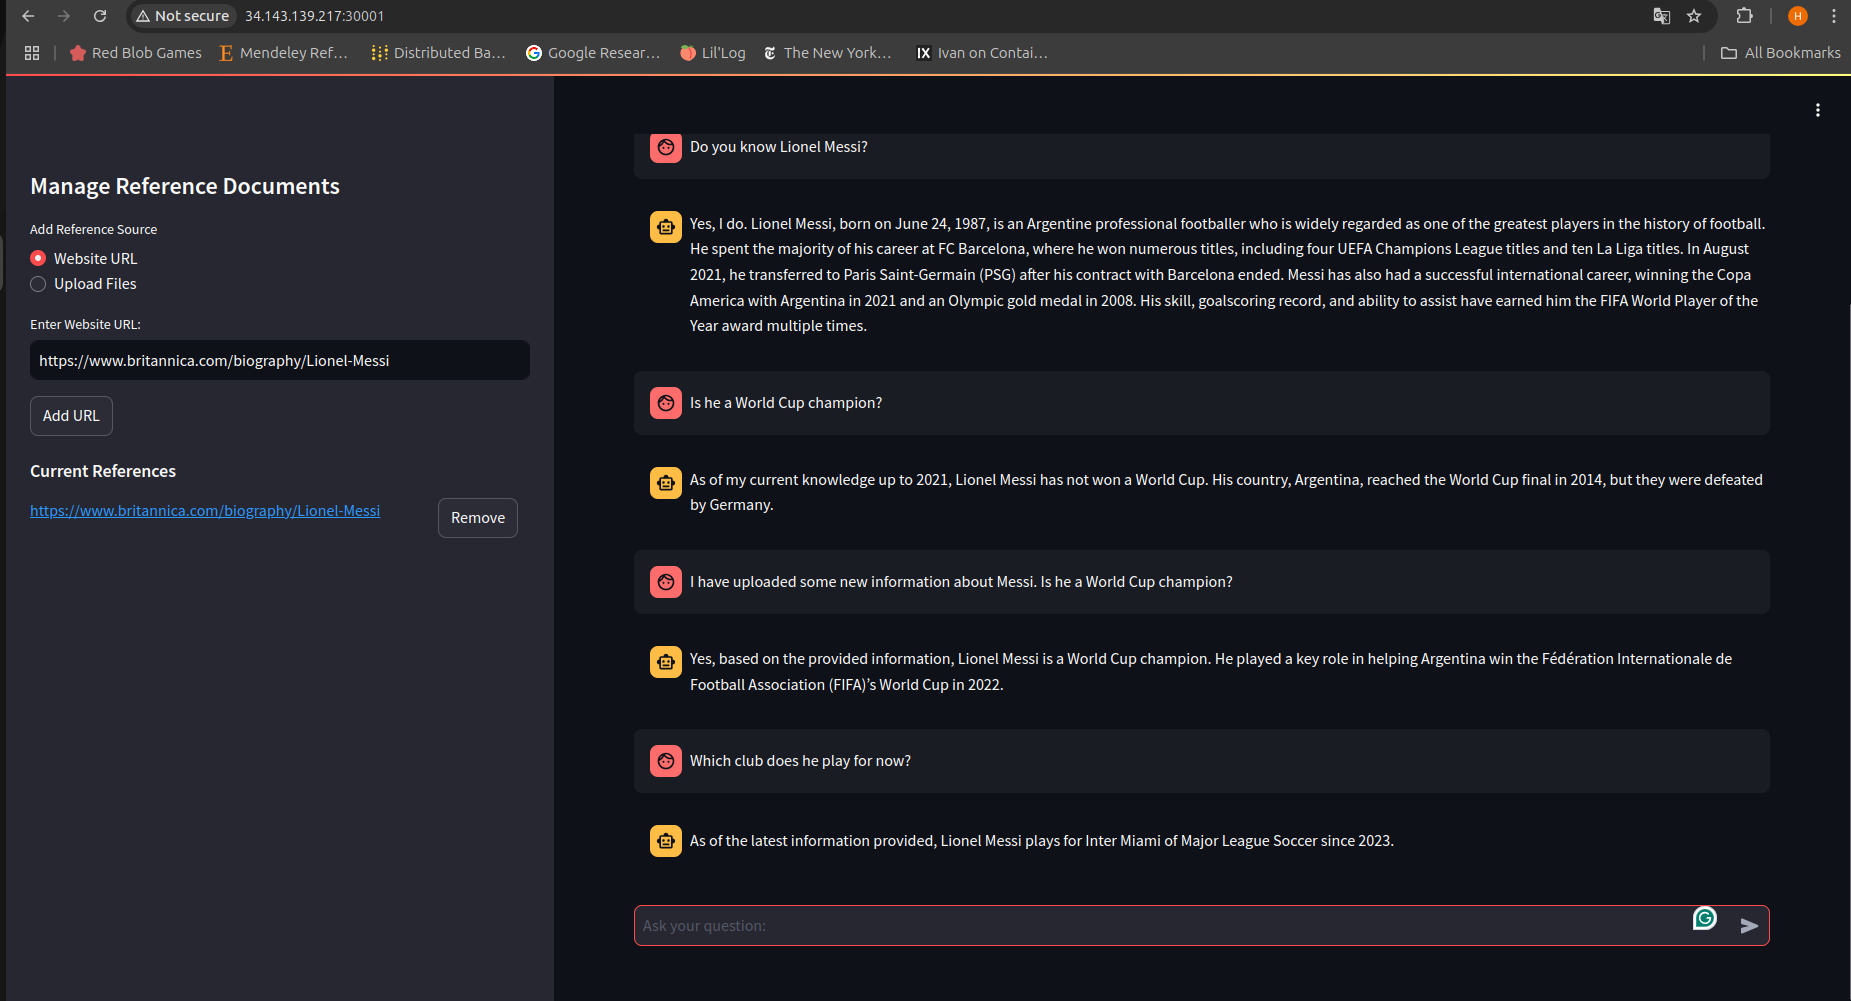 Not secure 34.143.139.217:30001
H
Red Blob Games Mendeley Ref... Distributed Ba... Google Resear... Lil'Log The New York... IX Ivan on Contai... All Bookmarks
Manage Reference Documents
Add Reference Source
Website URL
Upload Files
Enter Website URL:
https://www.britannica.com/biography/Lionel-Messi
Add URL
Current References
https://www.britannica.com/biography/Lionel-Messi
Remove
Do you know Lionel Messi?
Yes, I do. Lionel Messi, born on June 24, 1987, is an Argentine professional footballer who is widely regarded as one of the greatest players in the history of football.
He spent the majority of his career at FC Barcelona, where he won numerous titles, including four UEFA Champions League titles and ten La Liga titles. In August
2021, he transferred to Paris Saint-Germain (PSG) after his contract with Barcelona ended. Messi has also had a successful international career, winning the Copa
America with Argentina in 2021 and an Olympic gold medal in 2008. His skill, goalscoring record, and ability to assist have earned him the FIFA World Player of the
Year award multiple times.
Is he a World Cup champion?
As of my current knowledge up to 2021, Lionel Messi has not won a World Cup. His country, Argentina, reached the World Cup final in 2014, but they were defeated
by Germany.
I have uploaded some new information about Messi. Is he a World Cup champion?
Yes, based on the provided information, Lionel Messi is a World Cup champion. He played a key role in helping Argentina win the Fédération Internationale de
Football Association (FIFA)’s World Cup in 2022.
Which club does he play for now?
As of the latest information provided, Lionel Messi plays for Inter Miami of Major League Soccer since 2023.
Ask your question: